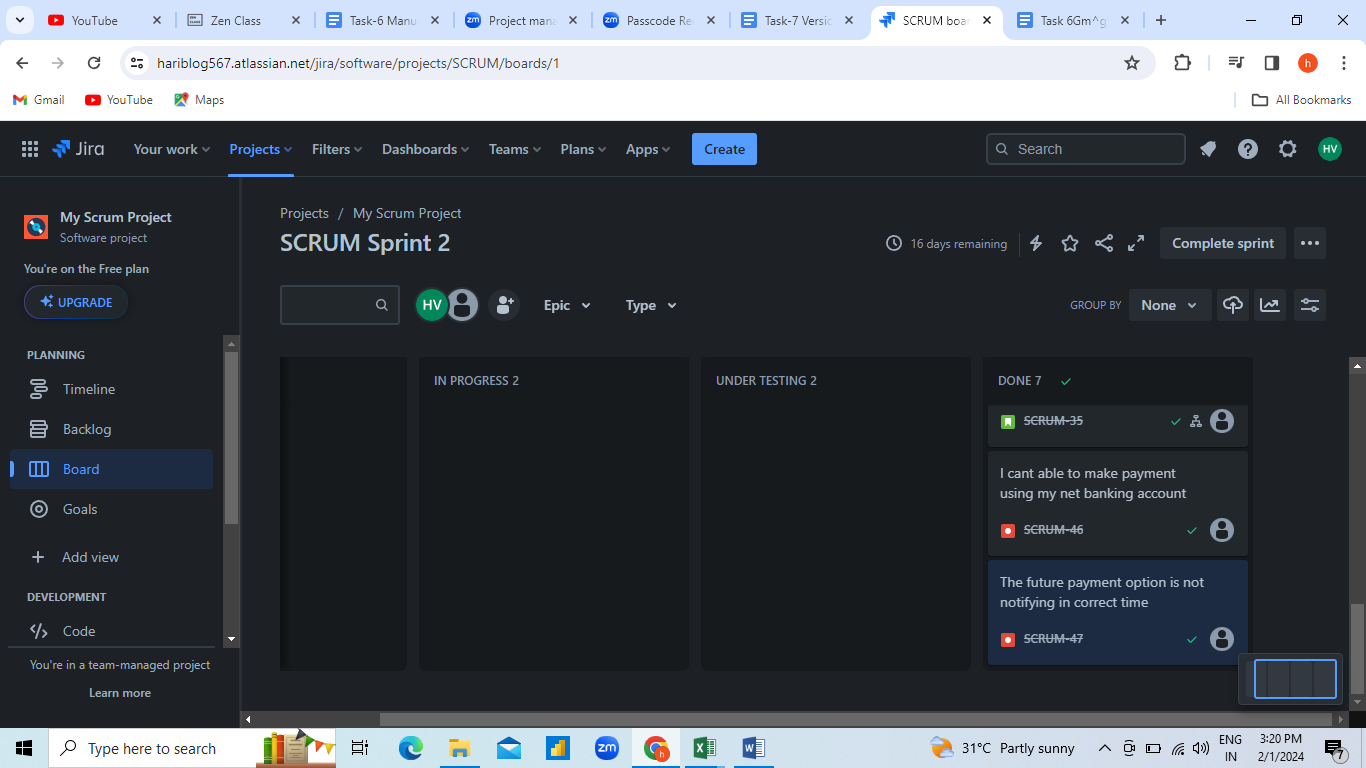 YouTube
Zen Class
Task-6 Manu
Project mana
Passcode Re
Task-7 Versio
SCRUM boar
Task 6Gm^g
hariblog567.atlassian.net/jira/software/projects/SCRUM/boards/1
h
Gmail
YouTube
Maps
All Bookmarks
Jira
Your work
Projects
Filters
Dashboards
Teams
Plans
Apps
Create
Search
HV
My Scrum Project
Software project
You're on the Free plan
UPGRADE
PLANNING
Timeline
Backlog
Board
Goals
Add view
DEVELOPMENT
Code
You're in a team-managed project
Learn more
Projects / My Scrum Project
SCRUM Sprint 2
16 days remaining
Complete sprint
HV
Epic
Type
GROUP BY
None
IN PROGRESS 2
UNDER TESTING 2
DONE 7
SCRUM-35
I cant able to make payment
using my net banking account
SCRUM-46
The future payment option is not
notifying in correct time
SCRUM-47
Type here to search
31°C Partly sunny
ENG
IN
3:20 PM
2/1/2024
7